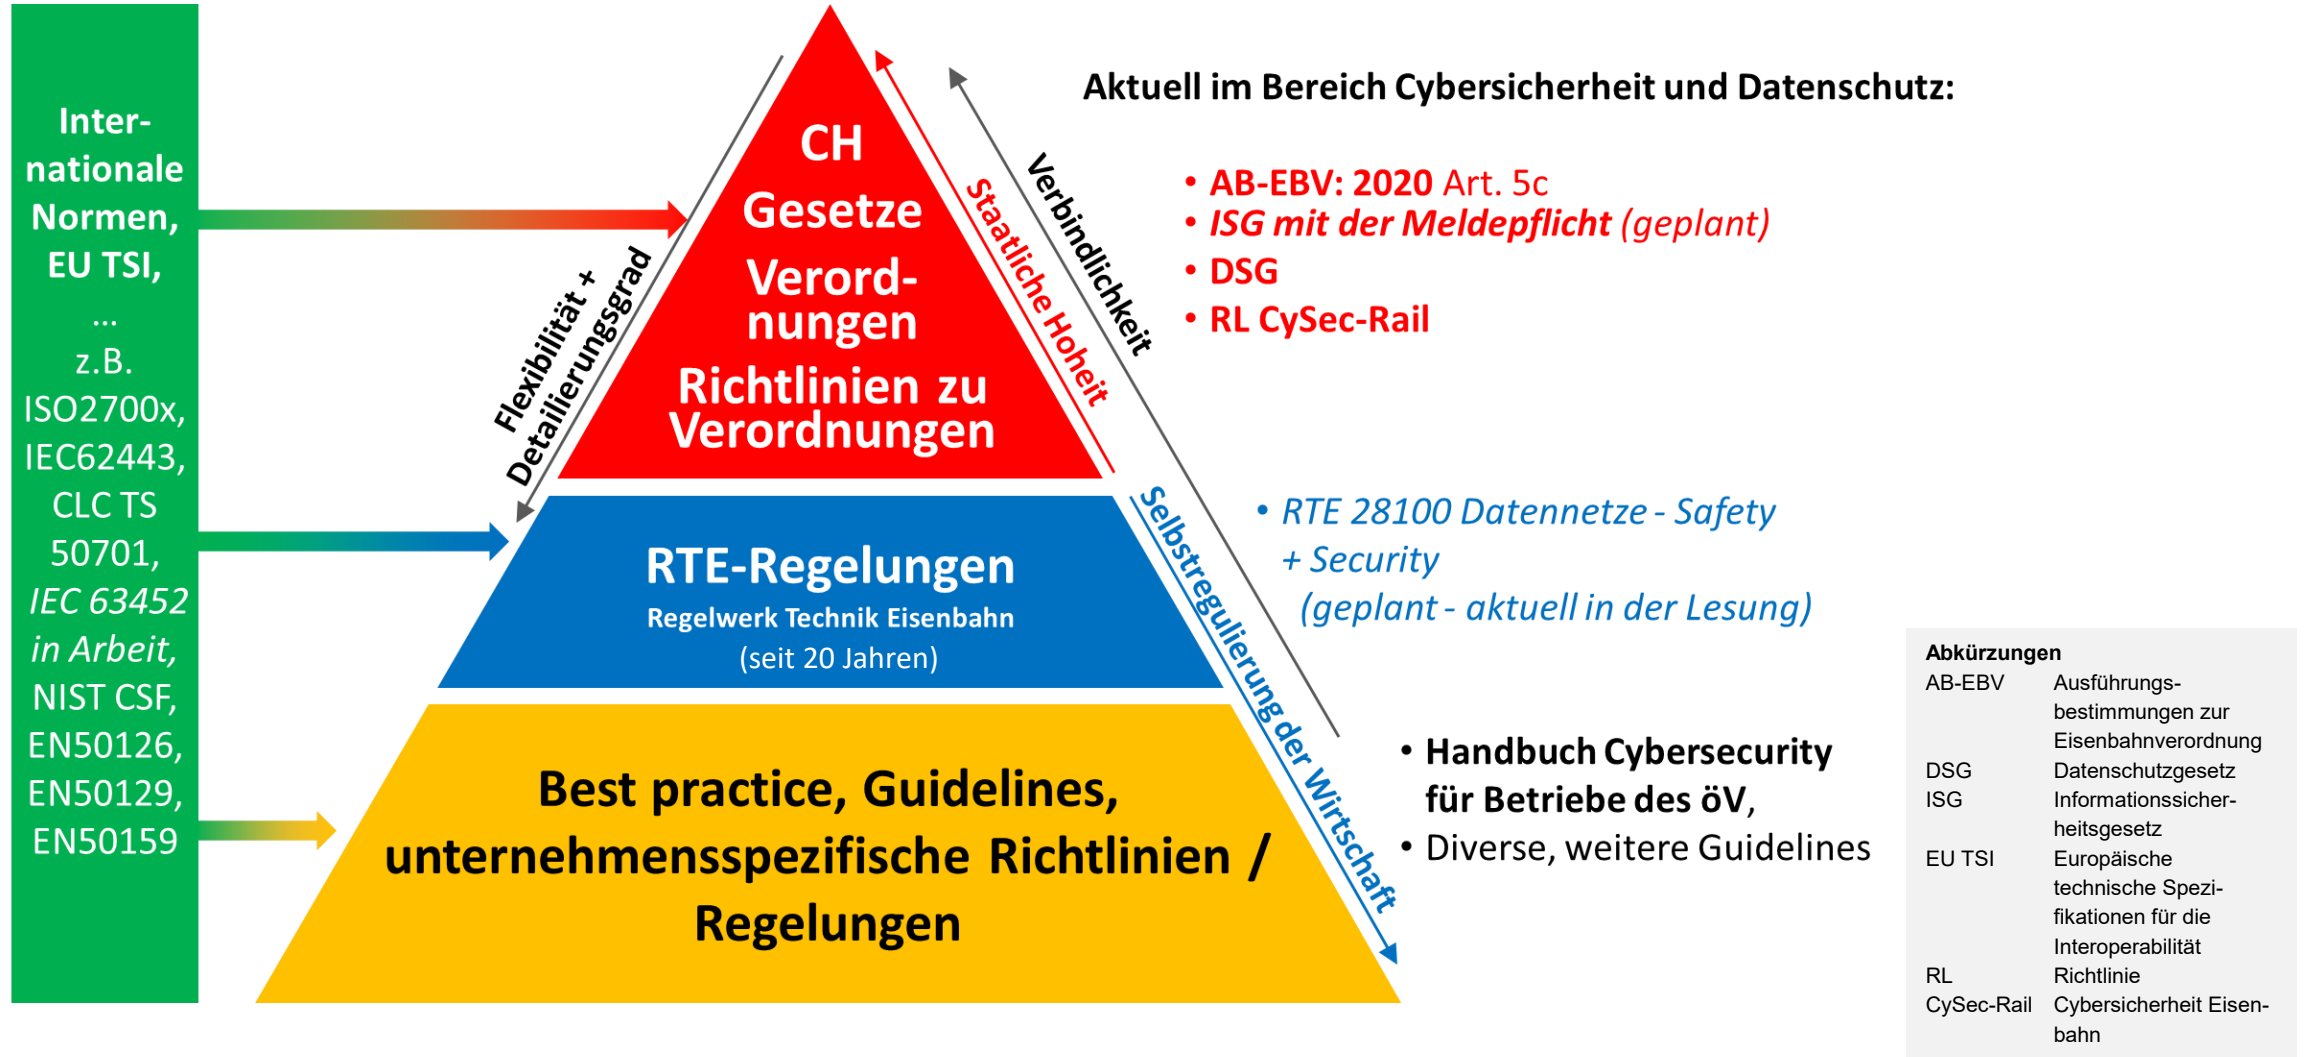 Inter-
nationale
Normen,
EU TSI,
...
z.B.
ISO2700x,
IEC62443,
CLC TS
50701,
IEC 63452
in Arbeit,
NIST CSF,
EN50126,
EN50129,
EN50159
Flexibilität +
Detailierungsgrad
CH
Gesetze
Verord-
nungen
Richtlinien zu
Verordnungen
Staatliche Hoheit
Verbindlichkeit
RTE-Regelungen
Regelwerk Technik Eisenbahn
(seit 20 Jahren)
Selbstregulierung der Wirtschaft
Best practice, Guidelines,
unternehmensspezifische Richtlinien /
Regelungen
Aktuell im Bereich Cybersicherheit und Datenschutz:
• AB-EBV: 2020 Art. 5c
• ISG mit der Meldepflicht (geplant)
• DSG
• RL CySec-Rail
• RTE 28100 Datennetze - Safety
+ Security
(geplant - aktuell in der Lesung)
• Handbuch Cybersecurity
für Betriebe des öV,
• Diverse, weitere Guidelines
Abkürzungen
AB-EBV Ausführungs-
bestimmungen zur
Eisenbahnverordnung
DSG Datenschutzgesetz
ISG Informationssicher-
heitsgesetz
EU TSI Europäische
technische Spezi-
fikationen für die
Interoperabilität
RL Richtlinie
CySec-Rail Cybersicherheit Eisen-
bahn